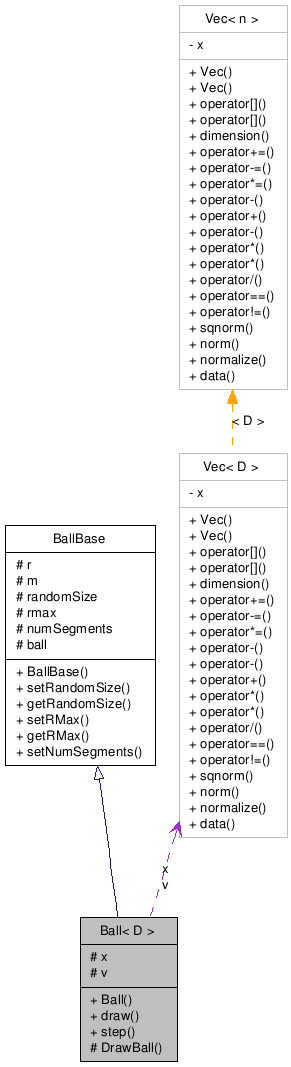 Vec< n >
- x
+ Vec()
+ Vec()
+ operator[]()
+ operator[]()
+ dimension()
+ operator+=()
+ operator-=()
+ operator*=()
+ operator-()
+ operator+()
+ operator-()
+ operator*()
+ operator*()
+ operator/()
+ operator==()
+ operator!=()
+ sqnorm()
+ norm()
+ normalize()
+ data()
< D >
Vec< D >
- x
+ Vec()
+ Vec()
+ operator[]()
+ operator[]()
+ dimension()
+ operator+=()
+ operator-=()
+ operator*=()
+ operator-()
+ operator-()
+ operator+()
+ operator*()
+ operator*()
+ operator/()
+ operator==()
+ operator!=()
+ sqnorm()
+ norm()
+ normalize()
+ data()
BallBase
# r
# m
# randomSize
# rmax
# numSegments
# ball
+ BallBase()
+ setRandomSize()
+ getRandomSize()
+ setRMax()
+ getRMax()
+ setNumSegments()
x
v
Ball< D >
# x
# v
+ Ball()
+ draw()
+ step()
# DrawBall()